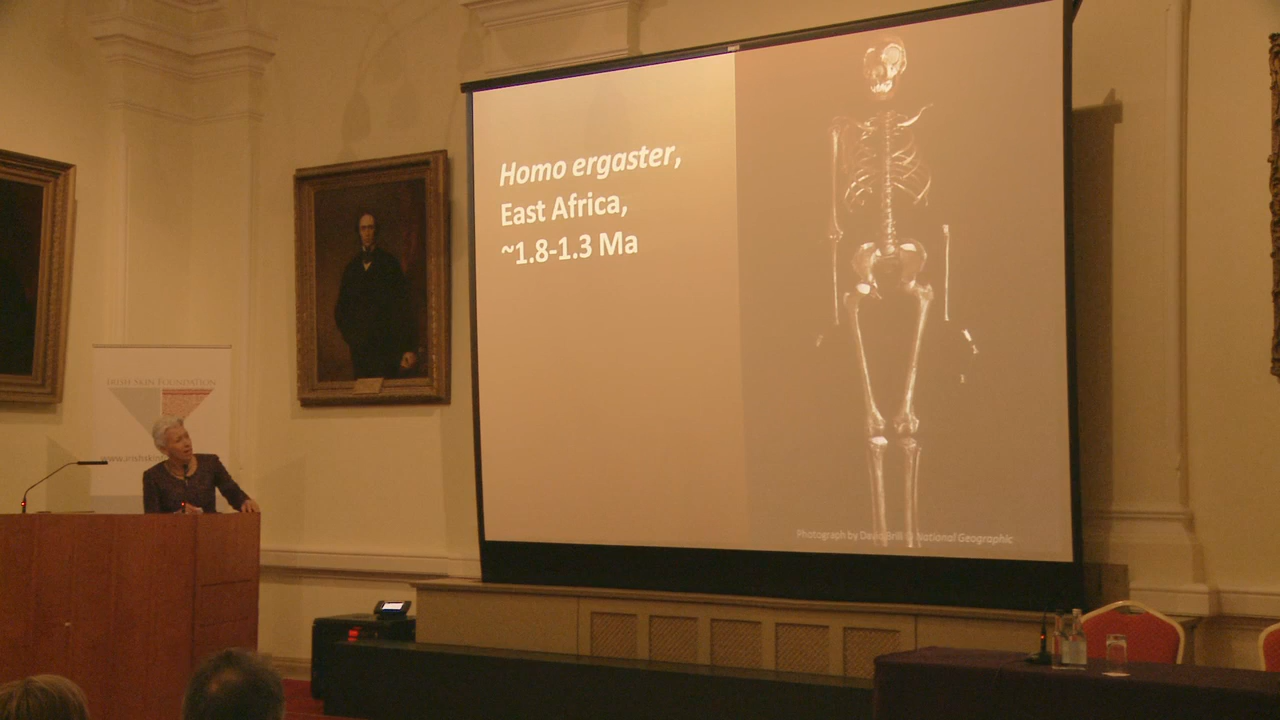 Homo ergaster,
East Africa,
~1.8-1.3 Ma
Photograph by David Brill © National Geographic
IRISH SKIN FOUNDATION